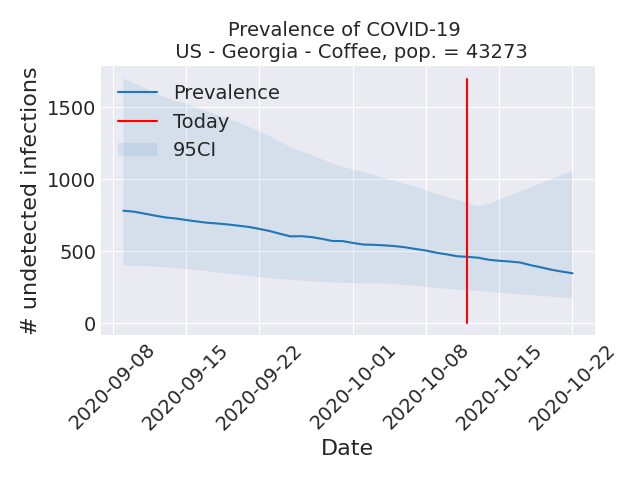 Prevalence of COVID-19
US - Georgia - Coffee, pop. = 43273
# undetected infections
1500
1000
500
0
Prevalence
Today
95CI
2020-09-08
2020-09-15
2020-09-22
2020-10-01
2020-10-08
2020-10-15
2020-10-22
Date